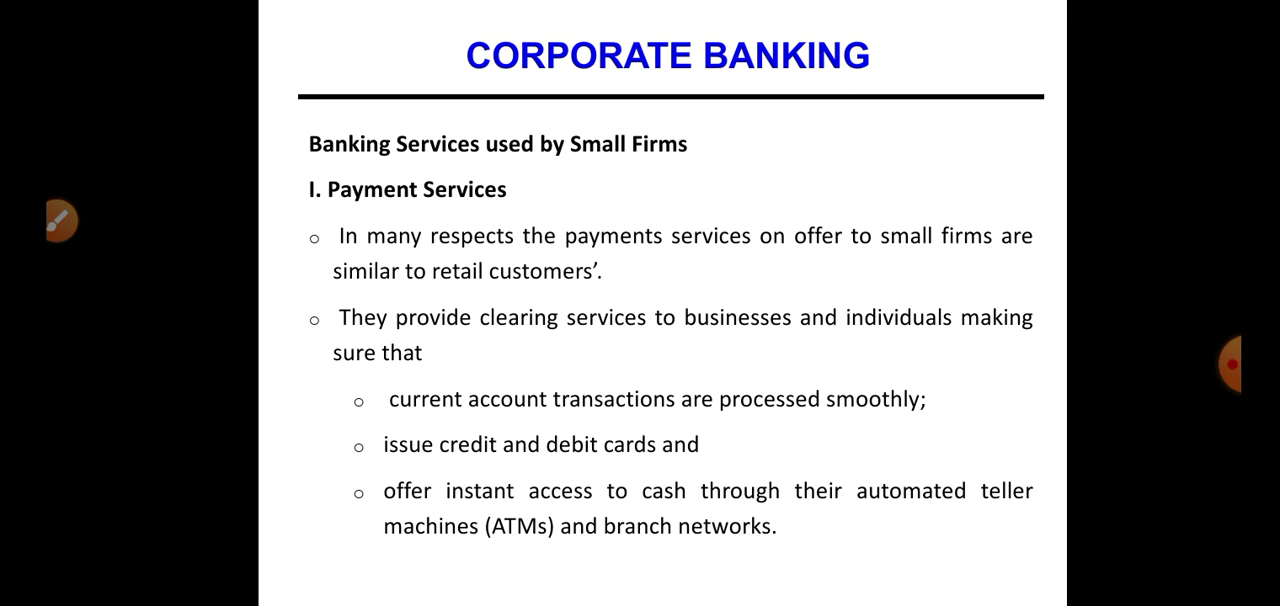 CORPORATE BANKING
Banking Services used by Small Firms
I. Payment Services
o In many respects the payments services on offer to small firms are
similar to retail customers’.
o They provide clearing services to businesses and individuals making
sure that
o current account transactions are processed smoothly;
o issue credit and debit cards and
o offer instant access to cash through their automated teller
machines (ATMs) and branch networks.